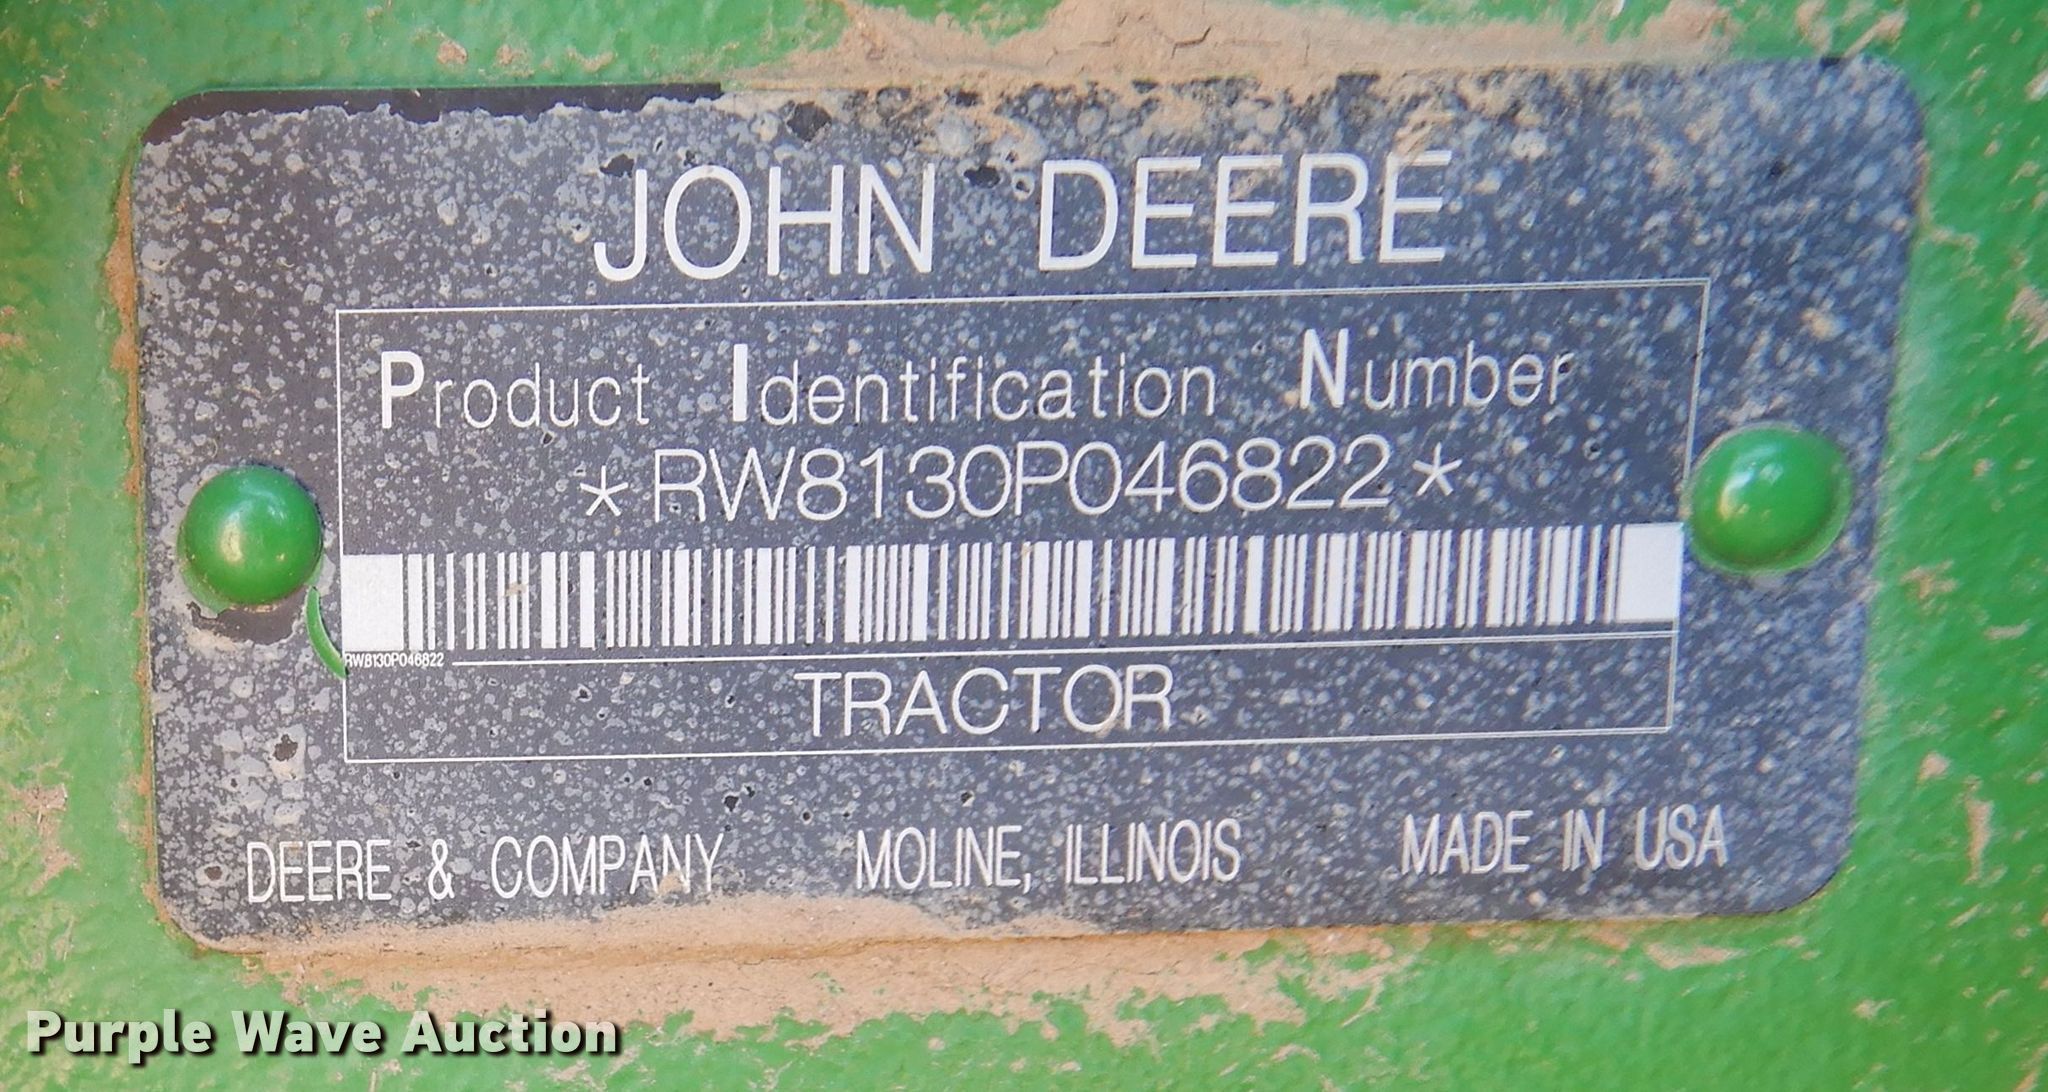 JOHN DEERE
Product Identification Number
*RW8130P046822*
RW8130P046822
TRACTOR
DEERE & COMPANY MOLINE, ILLINOIS MADE IN USA
Purple Wave Auction